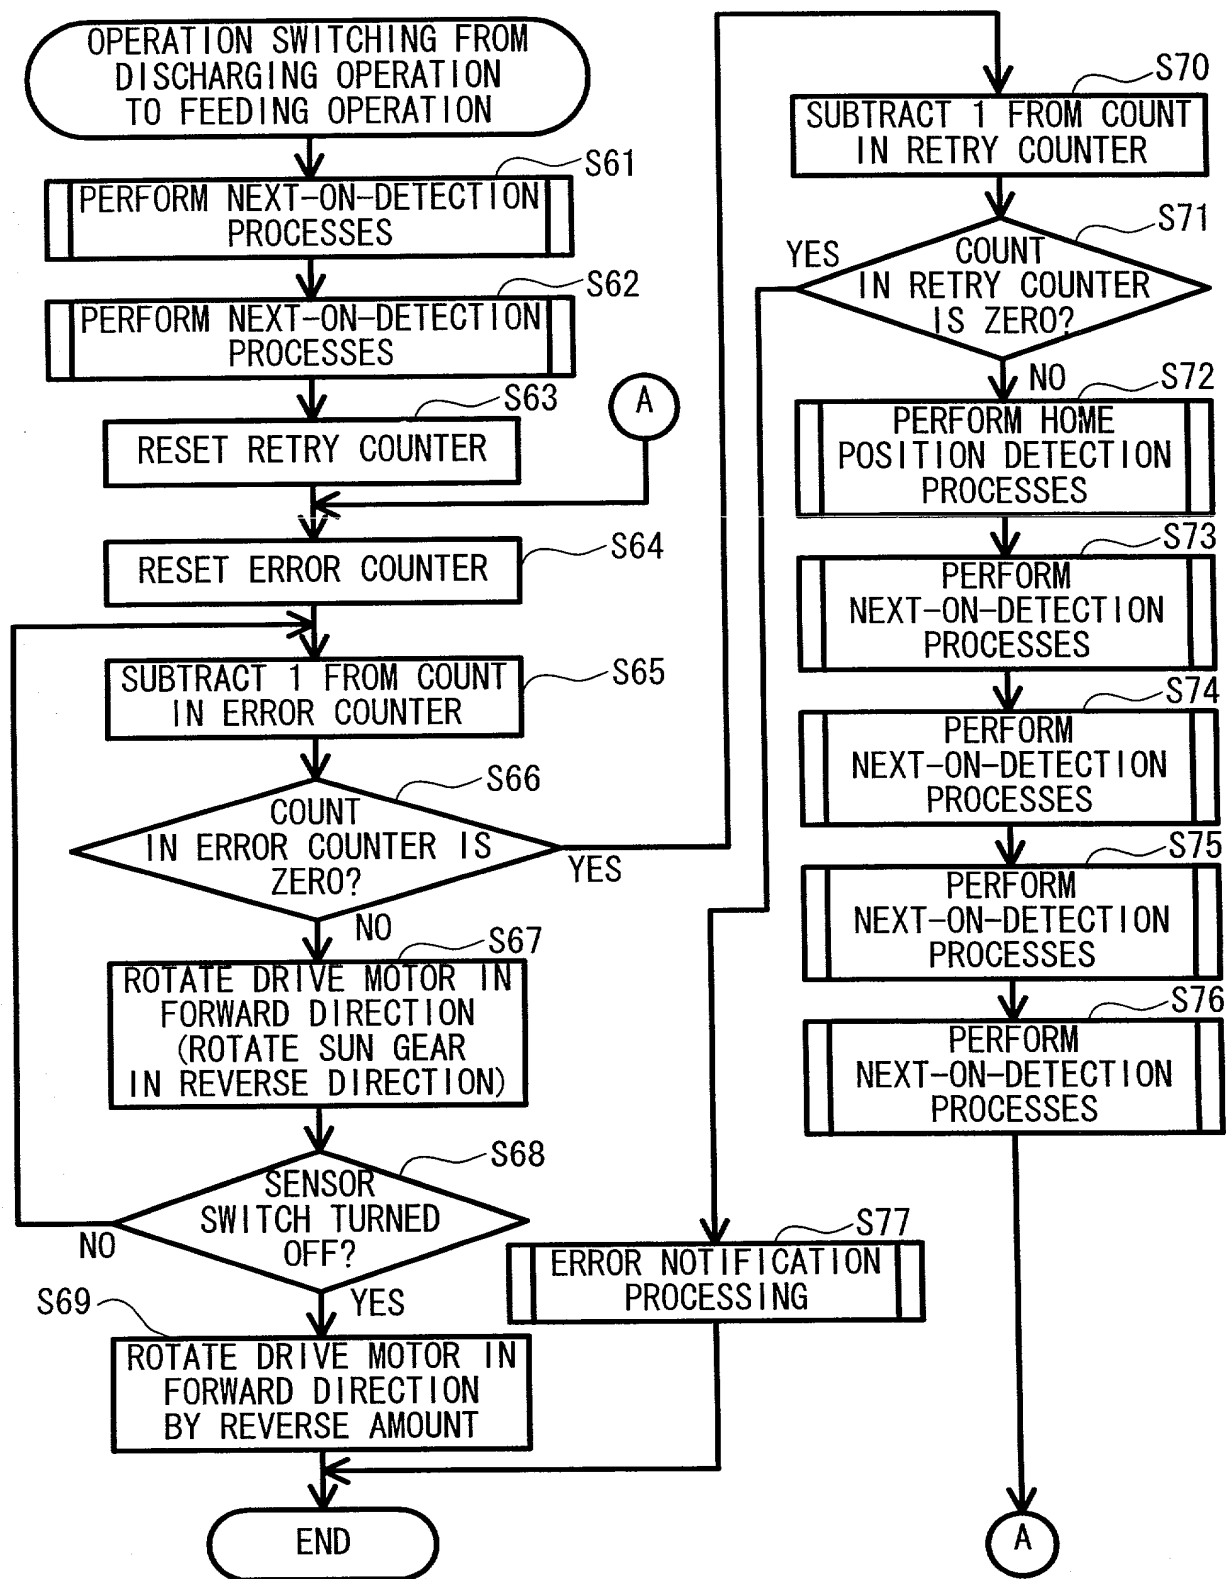 OPERATION SWITCHING FROM
DISCHARGING OPERATION
TO FEEDING OPERATION
S61
PERFORM NEXT-ON-DETECTION
PROCESSES
S62
PERFORM NEXT-ON-DETECTION
PROCESSES
S63
RESET RETRY COUNTER
A
S64
RESET ERROR COUNTER
S65
SUBTRACT 1 FROM COUNT
IN ERROR COUNTER
S66
COUNT
IN ERROR COUNTER IS
ZERO?
YES
NO
S67
ROTATE DRIVE MOTOR IN
FORWARD DIRECTION
(ROTATE SUN GEAR
IN REVERSE DIRECTION)
S68
SENSOR
SWITCH TURNED
OFF?
NO
YES
S69
ROTATE DRIVE MOTOR IN
FORWARD DIRECTION
BY REVERSE AMOUNT
END
S70
SUBTRACT 1 FROM COUNT
IN RETRY COUNTER
S71
YES
COUNT
IN RETRY COUNTER
IS ZERO?
NO
S72
PERFORM HOME
POSITION DETECTION
PROCESSES
S73
PERFORM
NEXT-ON-DETECTION
PROCESSES
S74
PERFORM
NEXT-ON-DETECTION
PROCESSES
S75
PERFORM
NEXT-ON-DETECTION
PROCESSES
S76
PERFORM
NEXT-ON-DETECTION
PROCESSES
S77
ERROR NOTIFICATION
PROCESSING
A